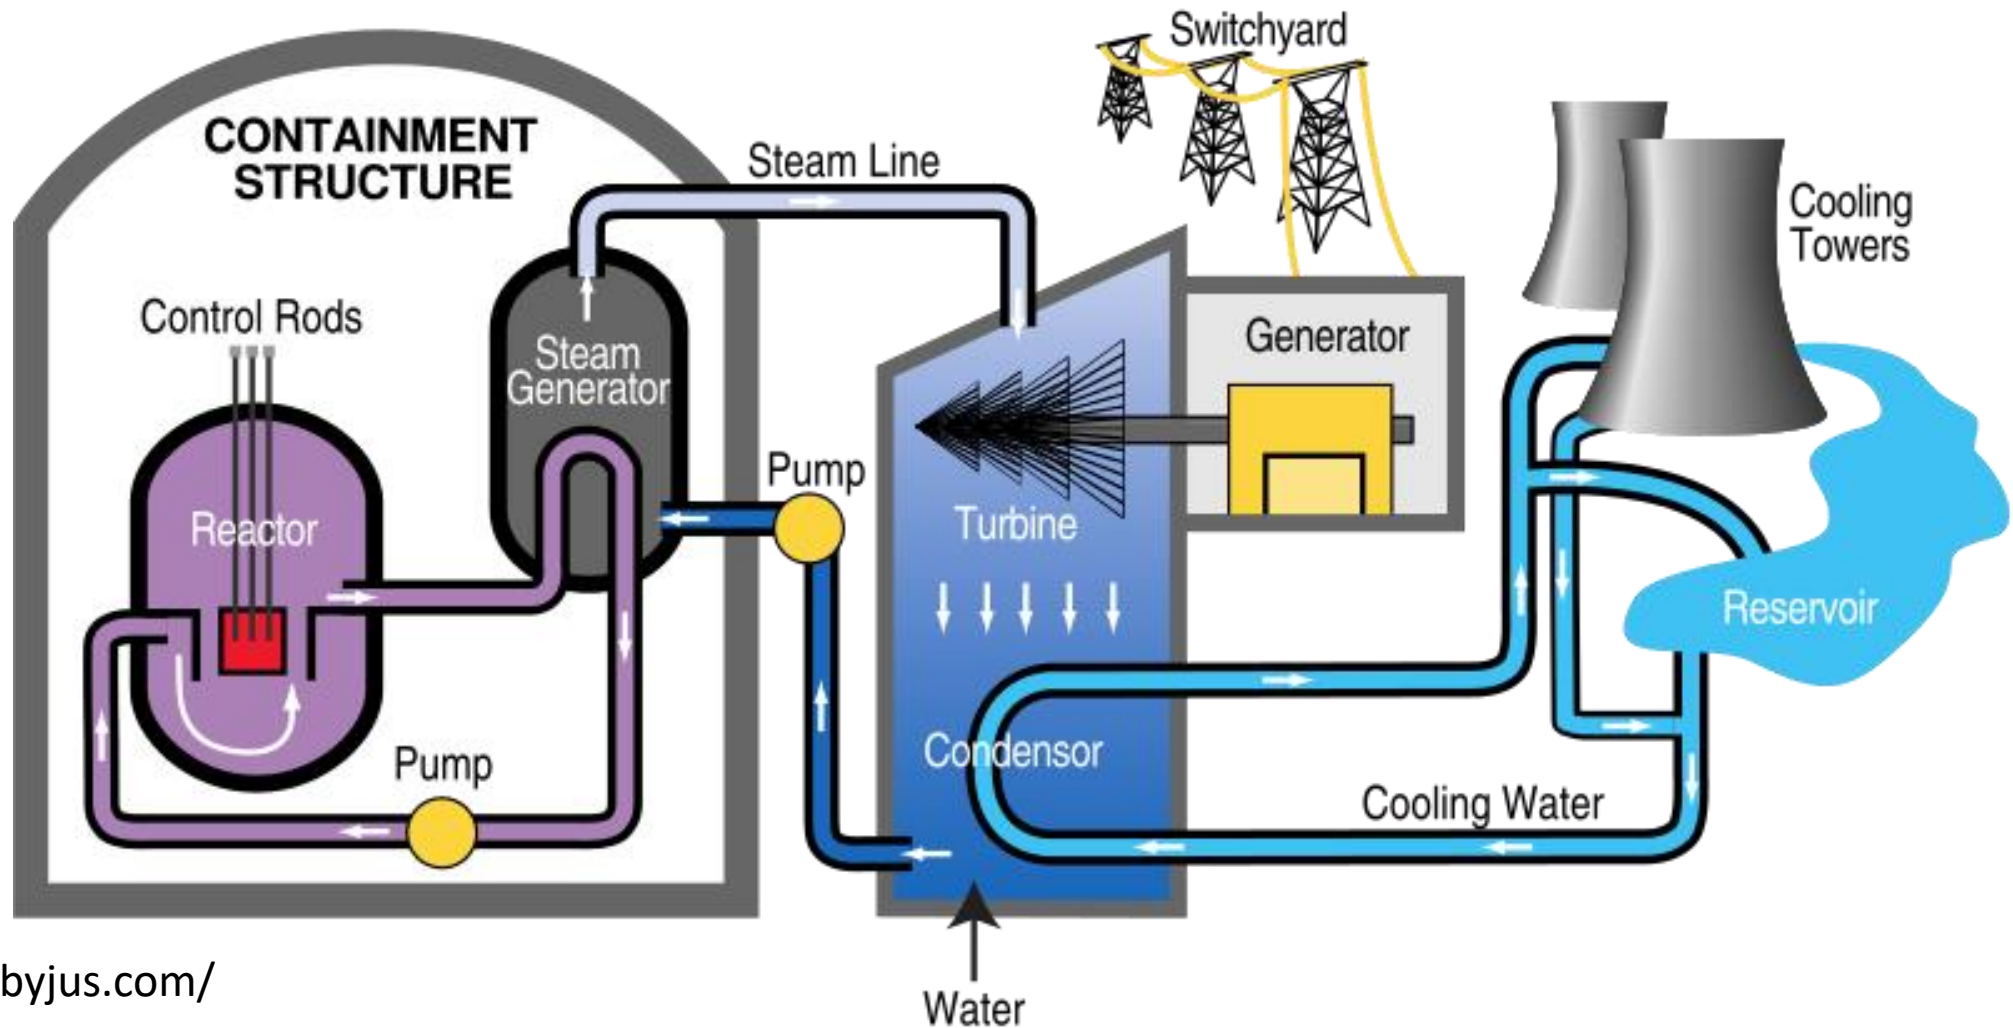 Switchyard
CONTAINMENT
STRUCTURE
Steam Line
Cooling
Towers
Control Rods
Steam
Generator
Generator
Pump
Reactor
Turbine
Reservoir
Pump
Condensor
Cooling Water
byjus.com/
Water